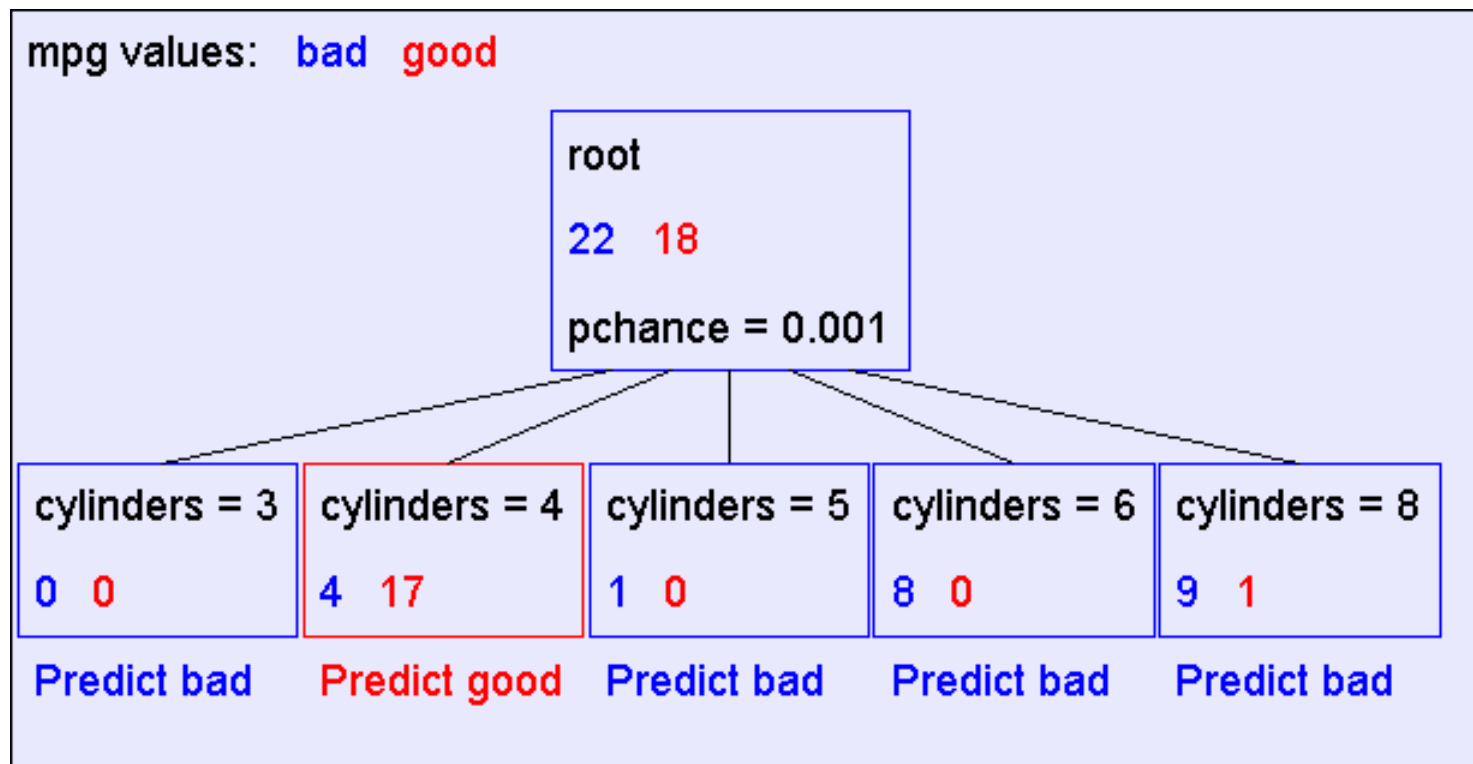 mpg values: bad good
root
22 18
pchance = 0.001
cylinders = 3
0 0
Predict bad
cylinders = 4
4 17
Predict good
cylinders = 5
1 0
Predict bad
cylinders = 6
8 0
Predict bad
cylinders = 8
9 1
Predict bad